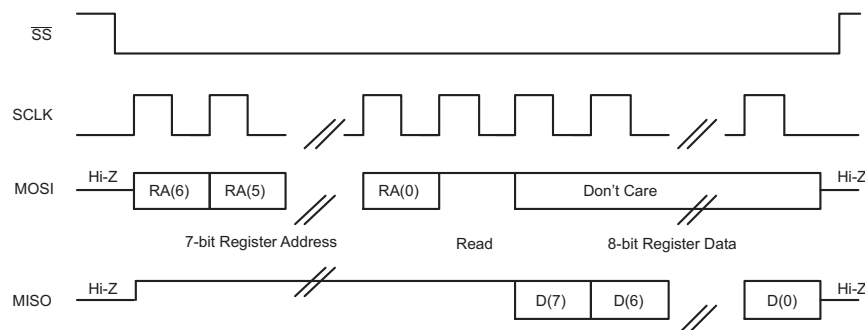 SS
SCLK
MOSI Hi-Z RA(6) RA(5) RA(0) Don't Care Hi-Z
7-bit Register Address Read 8-bit Register Data
MISO Hi-Z D(7) D(6) D(0) Hi-Z